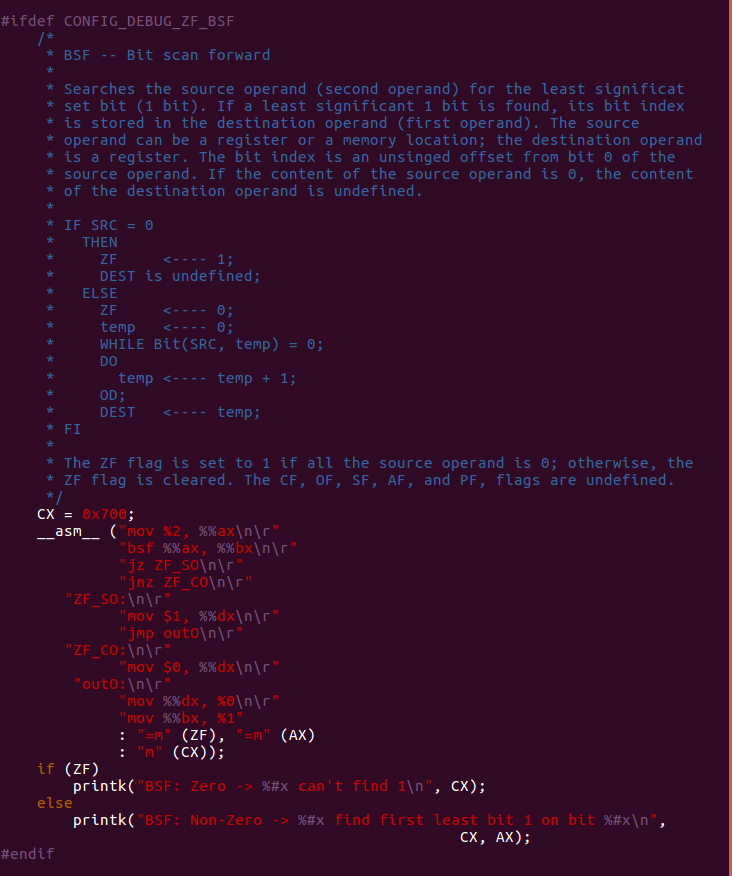 #ifdef CONFIG_DEBUG_ZF_BSF
    /*
     * BSF -- Bit scan forward
     *
     * Searches the source operand (second operand) for the least significat
     * set bit (1 bit). If a least significant 1 bit is found, its bit index
     * is stored in the destination operand (first operand). The source
     * operand can be a register or a memory location; the destination operand
     * is a register. The bit index is an unsinged offset from bit 0 of the
     * source operand. If the content of the source operand is 0, the content
     * of the destination operand is undefined.
     *
     * IF SRC = 0
     *   THEN
     *     ZF     <---- 1;
     *     DEST is undefined;
     *   ELSE
     *     ZF     <---- 0;
     *     temp   <---- 0;
     *     WHILE Bit(SRC, temp) = 0;
     *     DO
     *       temp <---- temp + 1;
     *     OD;
     *     DEST   <---- temp;
     * FI
     *
     * The ZF flag is set to 1 if all the source operand is 0; otherwise, the
     * ZF flag is cleared. The CF, OF, SF, AF, and PF, flags are undefined.
     */
    CX = 0x700;
    __asm__ ("mov %2, %%ax\n\r"
             "bsf %%ax, %%bx\n\r"
             "jz ZF_SO\n\r"
             "jnz ZF_CO\n\r"
       "ZF_SO:\n\r"
             "mov $1, %%dx\n\r"
             "jmp outO\n\r"
       "ZF_CO:\n\r"
             "mov $0, %%dx\n\r"
        "outO:\n\r"
             "mov %%dx, %0\n\r"
             "mov %%bx, %1"
             : "=m" (ZF), "=m" (AX)
             : "m" (CX));
    if (ZF)
        printk("BSF: Zero -> %#x can't find 1\n", CX);
    else
        printk("BSF: Non-Zero -> %#x find first least bit 1 on bit %#x\n",
                                                   CX, AX);
#endif